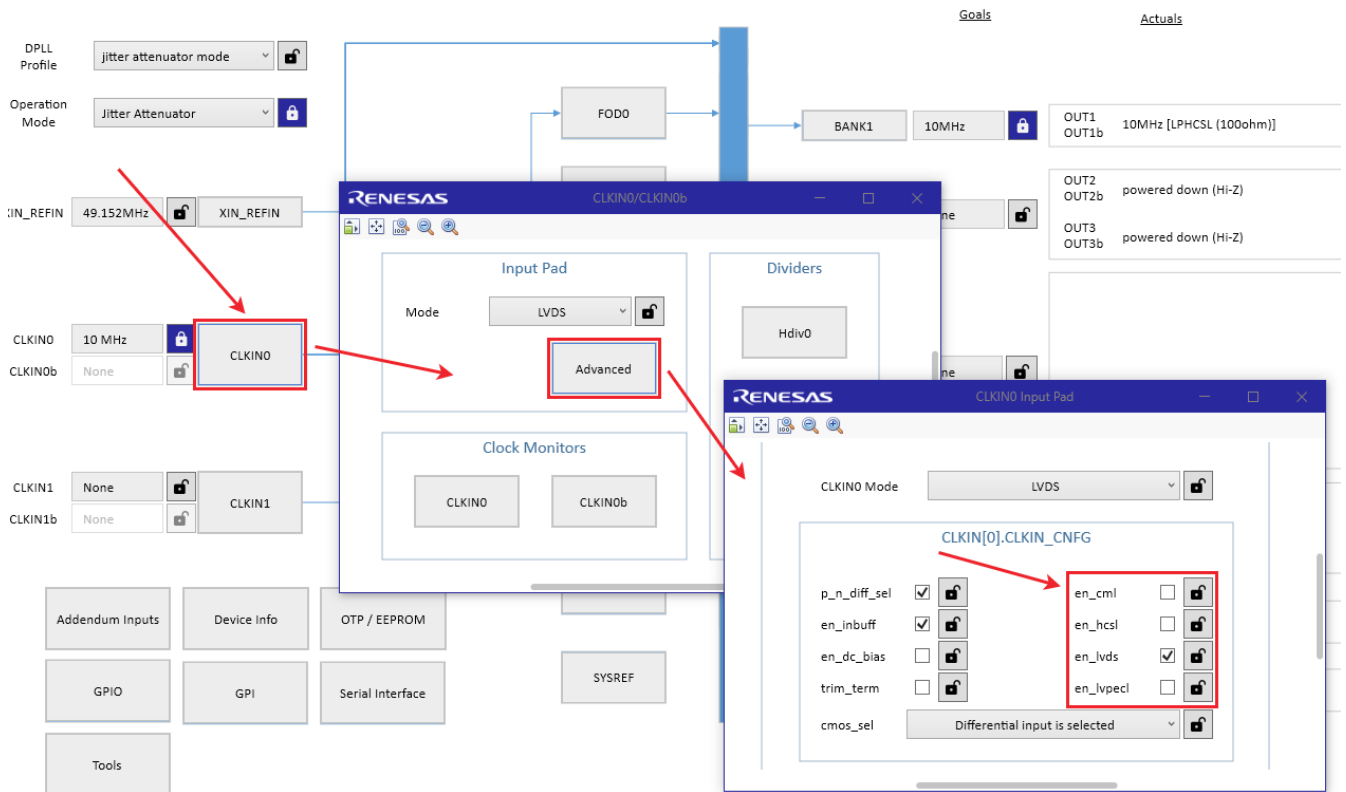 Goals
Actuals
DPLL
Profile
jitter attenuator mode
Operation
Mode
Jitter Attenuator
FOD0
BANK1
10MHz
OUT1
OUT1b
10MHz [LPHCSL (100ohm)]
OUT2
OUT2b
powered down (Hi-Z)
OUT3
OUT3b
powered down (Hi-Z)
XIN_REFIN
49.152MHz
XIN_REFIN
ne
CLKIN0
10 MHz
CLKIN0b
None
CLKIN0
ne
CLKIN1
None
CLKIN1b
None
CLKIN1
RENESAS
CLKIN0/CLKIN0b
100
Input Pad
Mode
LVDS
Advanced
Dividers
Hdiv0
Clock Monitors
CLKIN0
CLKIN0b
RENESAS
CLKIN0 Input Pad
100
CLKIN0 Mode
LVDS
CLKIN[0].CLKIN_CNFG
p_n_diff_sel
en_cml
en_inbuff
en_hcsl
en_dc_bias
en_lvds
trim_term
en_lvpecl
cmos_sel
Differential input is selected
Addendum Inputs
Device Info
OTP / EEPROM
GPIO
GPI
Serial Interface
SYSREF
Tools